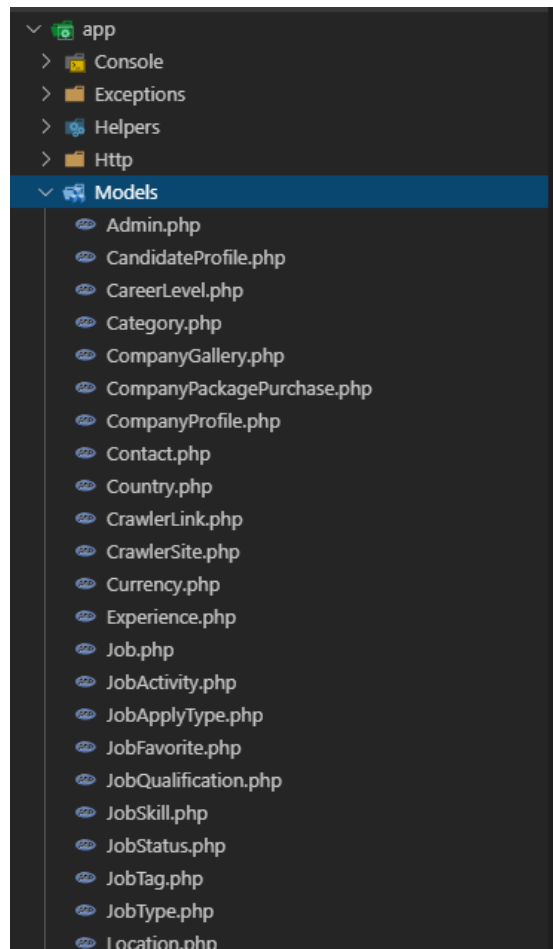 app
Console
Exceptions
Helpers
Http
Models
Admin.php
CandidateProfile.php
CareerLevel.php
Category.php
CompanyGallery.php
CompanyPackagePurchase.php
CompanyProfile.php
Contact.php
Country.php
CrawlerLink.php
CrawlerSite.php
Currency.php
Experience.php
Job.php
JobActivity.php
JobApplyType.php
JobFavorite.php
JobQualification.php
JobSkill.php
JobStatus.php
JobTag.php
JobType.php
Location.php